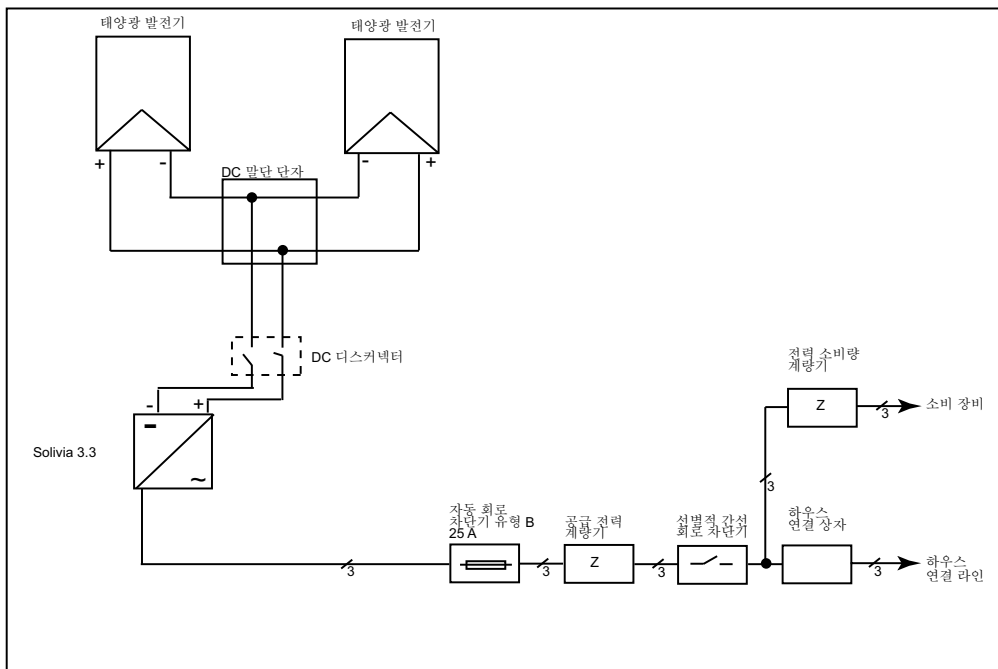 태양광 발전기
태양광 발전기
+
-
-
+
DC 말단 단자
DC 디스커넥터
-
+
Solivia 3.3
~
자동 회로
차단기 유형 B
25 A
3
3
공급 전력
계량기
Z
3
선별적 간선
회로 차단기
전력 소비량
계량기
Z
3
소비 장비
3
하우스
연결 상자
3
하우스
연결 라인